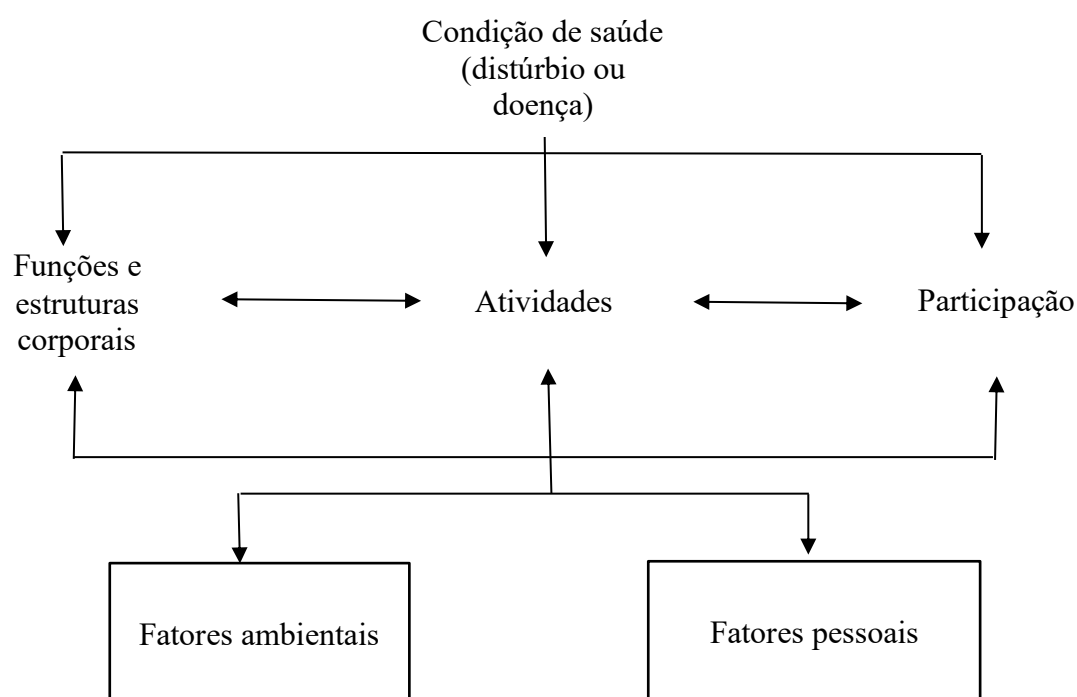 Condição de saúde
(distúrbio ou
doença)
Funções e
estruturas
corporais
Atividades
Participação
Fatores ambientais
Fatores pessoais